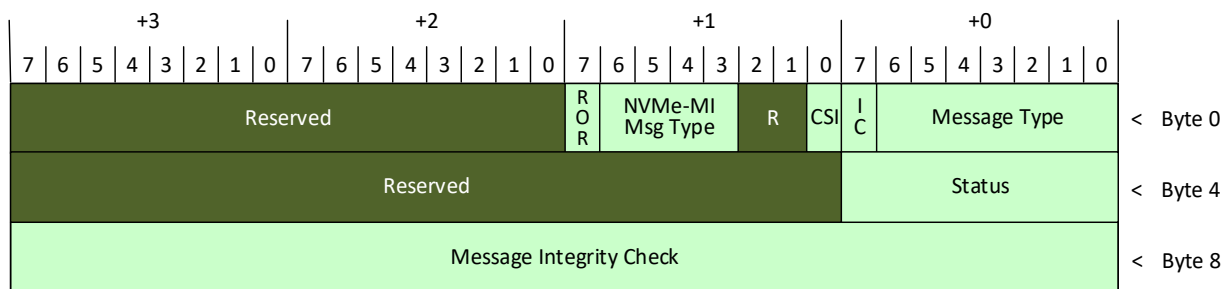 +3 +2 +1 +0
7 6 5 4 3 2 1 0 7 6 5 4 3 2 1 0 7 6 5 4 3 2 1 0 7 6 5 4 3 2 1 0
Reserved
R
O
R
NVMe-MI
Msg Type
R
CSI
I
C
Message Type
< Byte 0
Reserved
Status
< Byte 4
Message Integrity Check
< Byte 8